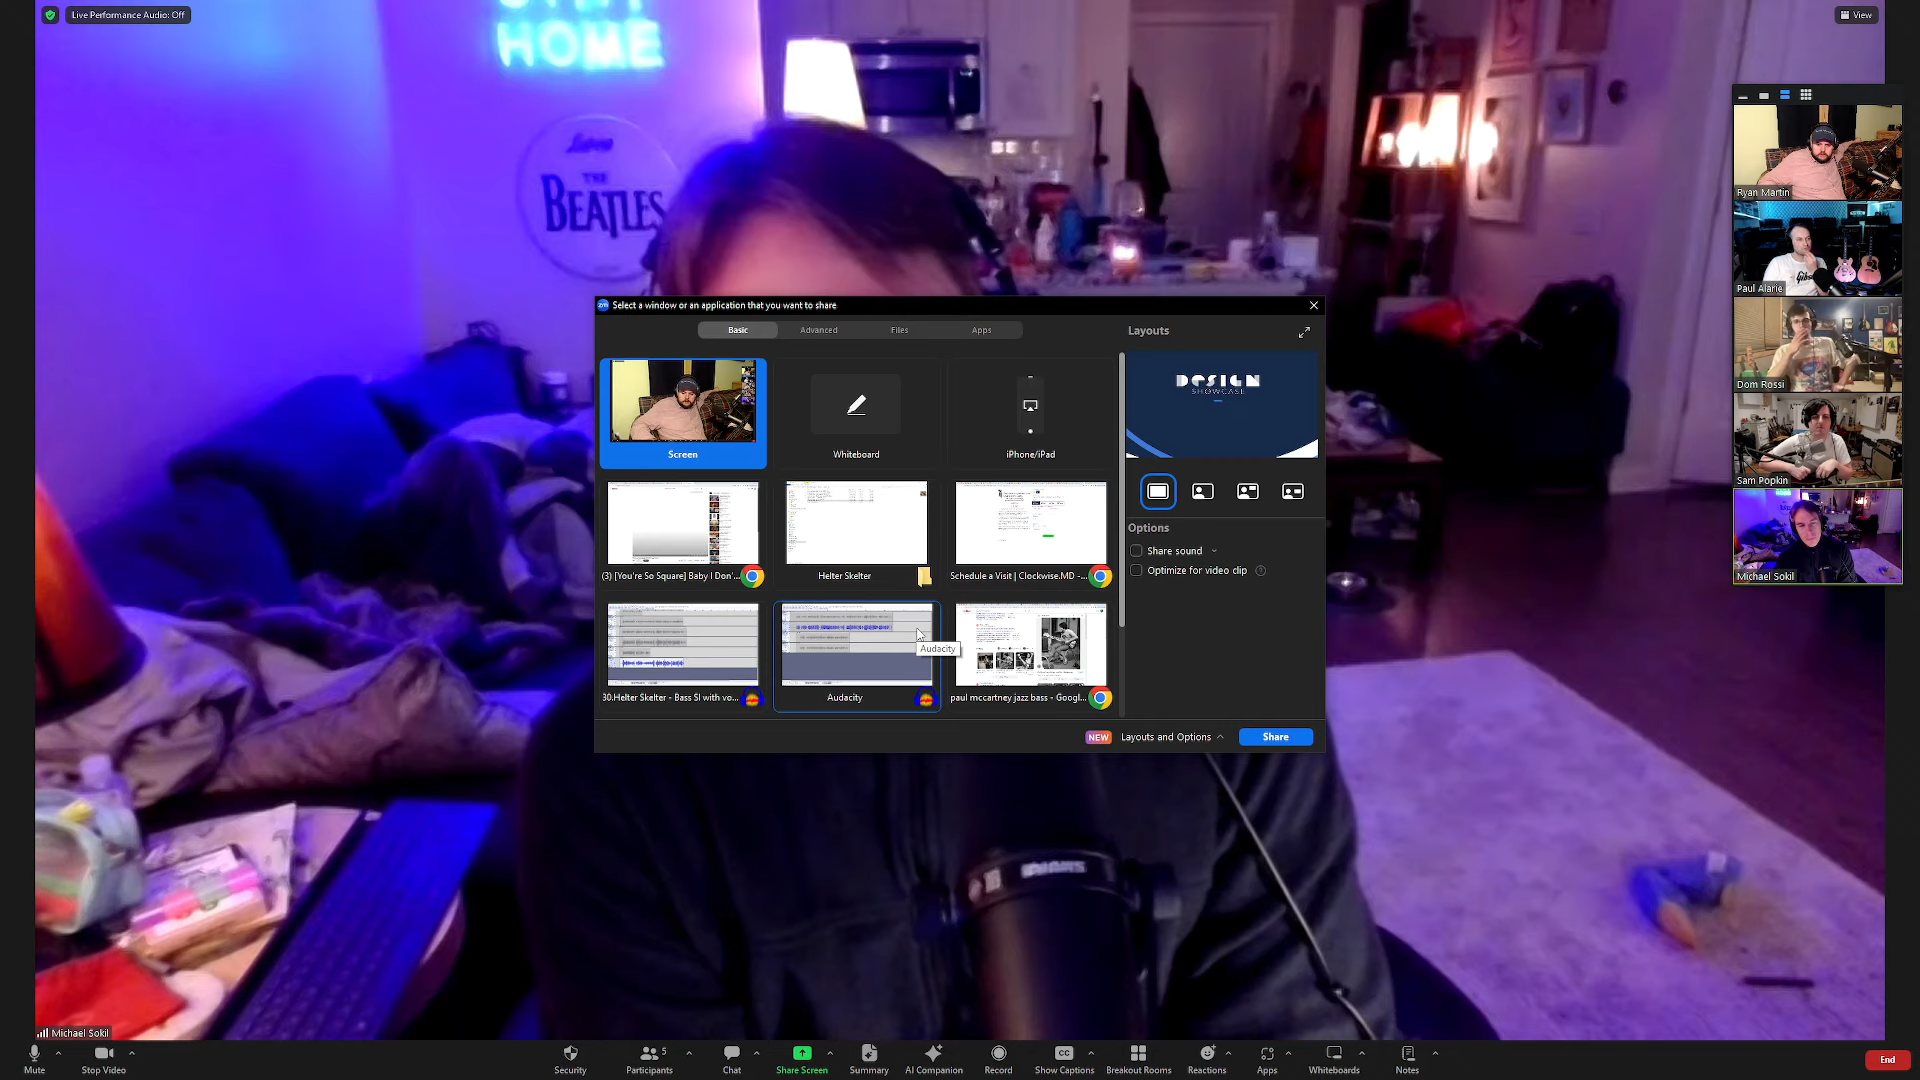 Live Performance Audio: Off
View
HOME
THE
BEATLES
Ryan Martin
Paul Alarie
Dom Rossi
Sam Popkin
Michael Sokil
Select a window or an application that you want to share
Basic
Advanced
Files
Apps
Layouts
Screen
Whiteboard
iPhone/iPad
DESIGN
SHOWCASE
(3) [You're So Square] Baby I Don'...
Helter Skelter
Schedule a Visit | Clockwise.MD -...
Options
Share sound
Optimize for video clip
Audacity
30.Helter Skelter - Bass SI with vo...
Audacity
paul mccartney jazz bass - Googl...
NEW
Layouts and Options
Share
Michael Sokil
Mute
Stop Video
Security
5
Participants
Chat
Share Screen
Summary
AI Companion
Record
CC
Show Captions
Breakout Rooms
Reactions
Apps
Whiteboards
Notes
End